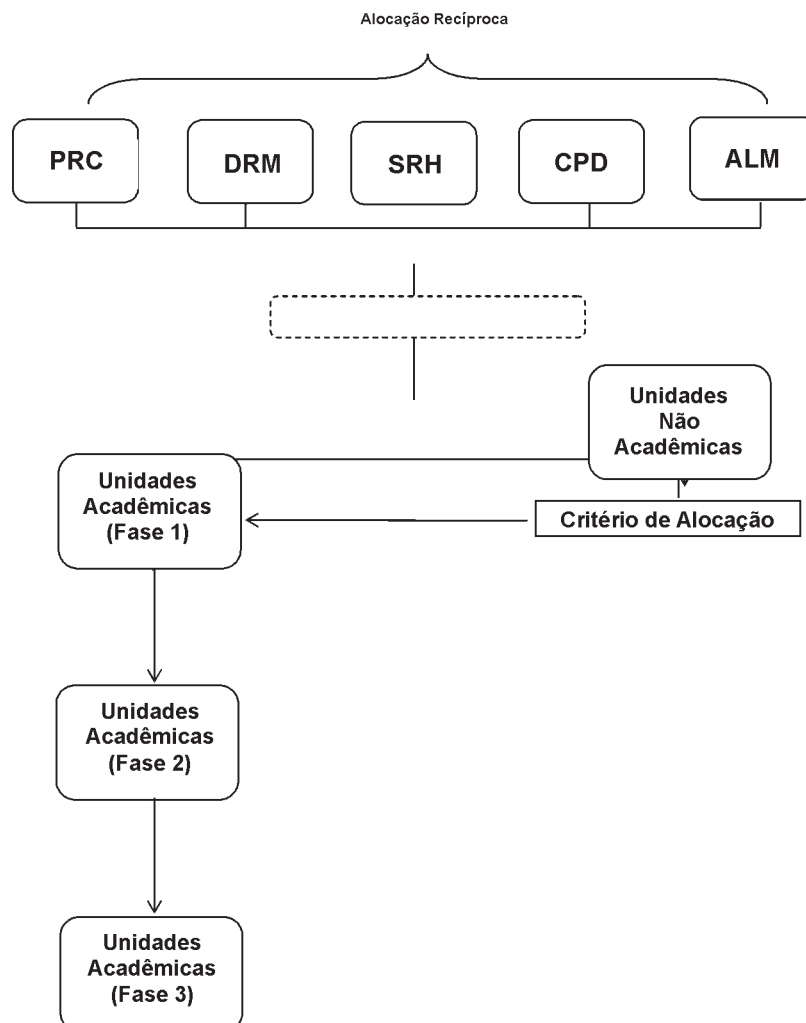 Alocação Recíproca
PRC
DRM
SRH
CPD
ALM
Unidades
Não
Acadêmicas
Unidades
Acadêmicas
(Fase 1)
Critério de Alocação
Unidades
Acadêmicas
(Fase 2)
Unidades
Acadêmicas
(Fase 3)